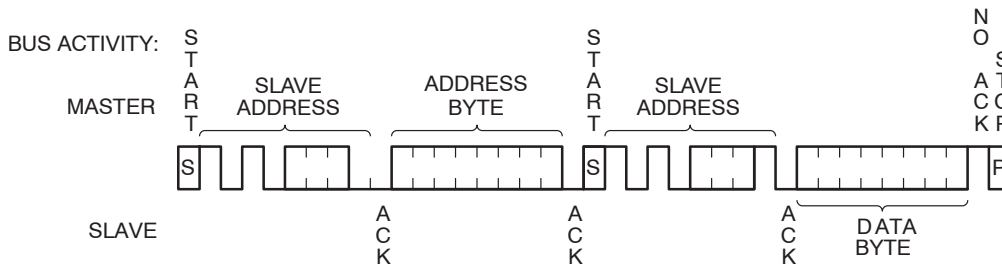 BUS ACTIVITY:
MASTER
START
SLAVE
ADDRESS
ADDRESS
BYTE
START
SLAVE
ADDRESS
NO ACK
STOP
S
S
P
SLAVE
ACK
ACK
ACK
DATA
BYTE